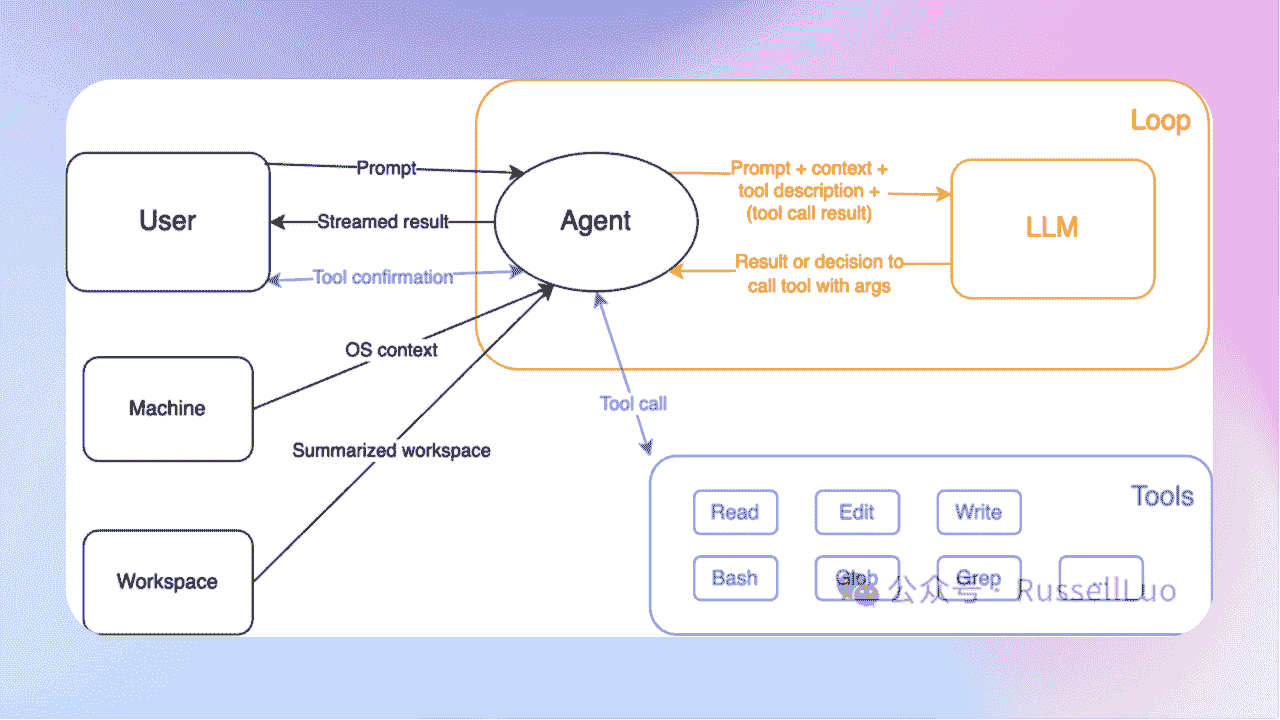 Loop
Prompt
Prompt + context +
tool description +
(tool call result)
User
Streamed result
Agent
LLM
Tool confirmation
Result or decision to
call tool with args
OS context
Machine
Tool call
Summarized workspace
Tools
Read
Edit
Write
Workspace
Bash
Glob
Grep
...
公众号 · RussellLuo